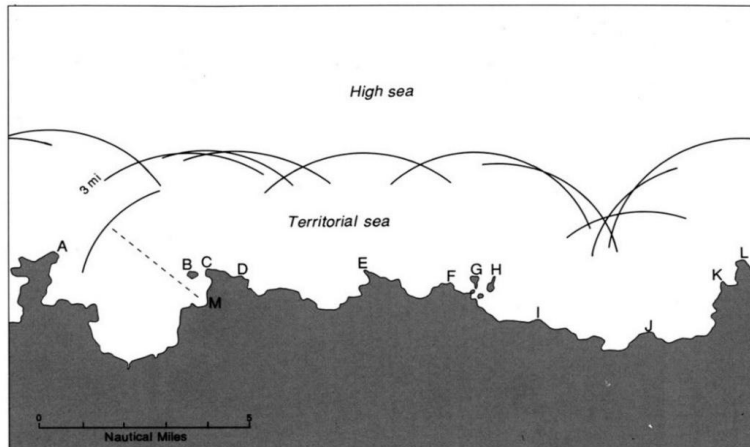 High sea
3 mi
Territorial sea
A
B
C
D
E
F
G
H
I
J
K
L
M
0
5
Nautical Miles